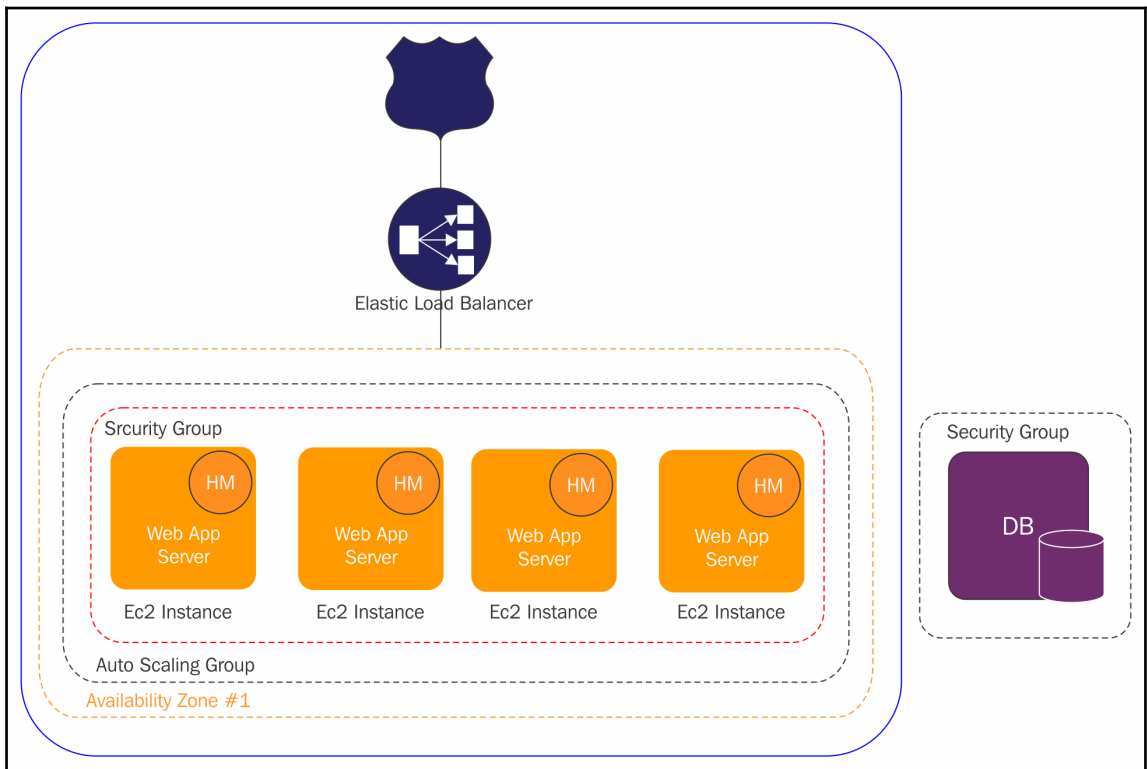 Elastic Load Balancer
Srcurity Group
HM
HM
HM
HM
Web App
Server
Web App
Server
Web App
Server
Web App
Server
Ec2 Instance
Ec2 Instance
Ec2 Instance
Ec2 Instance
Auto Scaling Group
Availability Zone #1
Security Group
DB